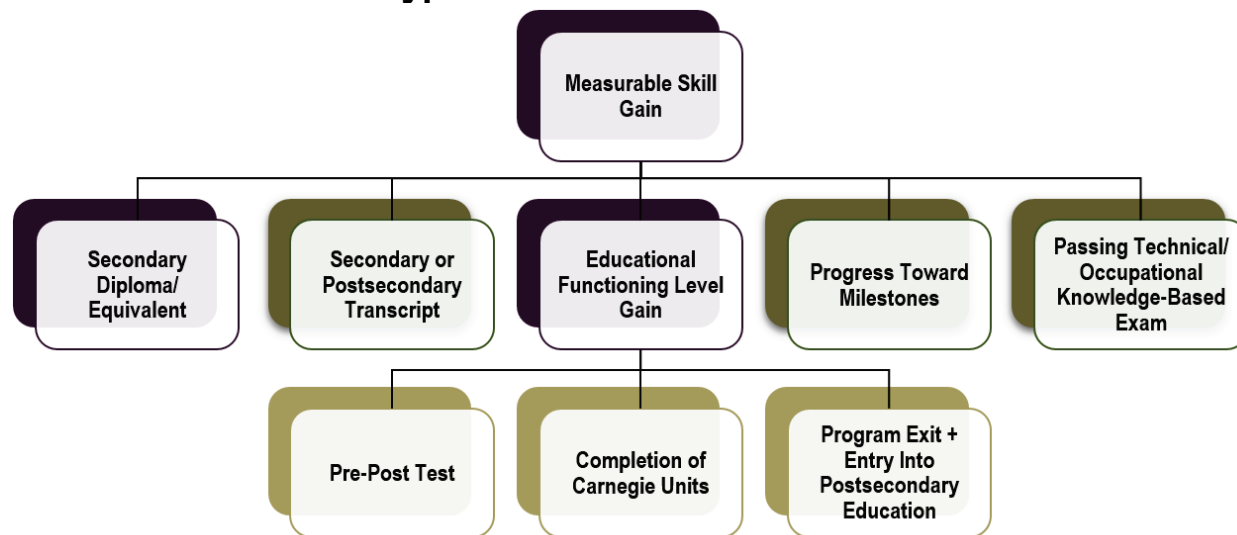 Measurable Skill
Gain
Secondary
Diploma/
Equivalent
Secondary or
Postsecondary
Transcript
Educational
Functioning Level
Gain
Progress Toward
Milestones
Passing Technical/
Occupational
Knowledge-Based
Exam
Pre-Post Test
Completion of
Carnegie Units
Program Exit +
Entry Into
Postsecondary
Education